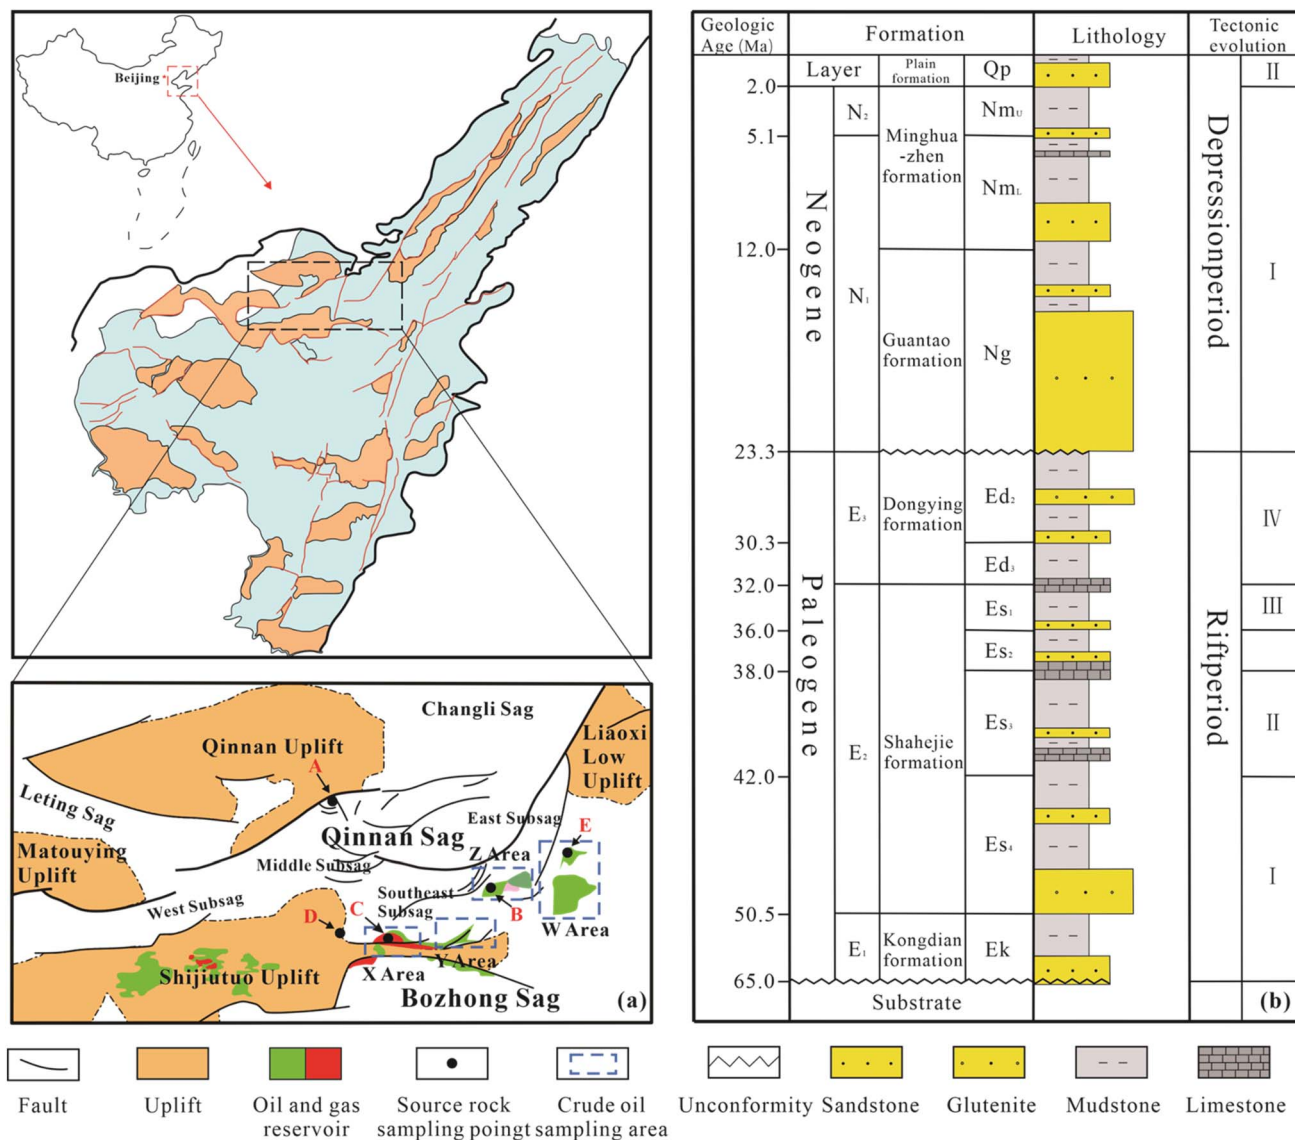 Beijing
Changli Sag
Liaoxi
Low
Uplift
Qinnan Uplift
A
Leting Sag
Qinnan Sag
East Subsag
E
Matouying
Uplift
Middle Subsag
Z Area
West Subsag
Southeast
Subsag
B
D
C
W Area
Shijiutuo Uplift
X Area
Y Area
Bozhong Sag
(a)
Fault
Uplift
Oil and gas
reservoir
Source rock
sampling poingt
Crude oil
sampling area
Geologic
Age (Ma)
Formation
Lithology
Tectonic
evolution
Layer
Plain
formation
Qp
II
2.0
N2
NmU
5.1
Minghua
-zhen
formation
NmL
12.0
Neogene
N1
Guantao
formation
Ng
Depressionperiod
I
23.3
E3
Dongying
formation
Ed2
IV
30.3
Ed3
32.0
Es1
III
36.0
Es2
38.0
Paleogene
Es3
II
E2
Shahejie
formation
42.0
Riftperiod
Es4
I
50.5
E1
Kongdian
formation
Ek
65.0
Substrate
(b)
Unconformity
Sandstone
Glutenite
Mudstone
Limestone